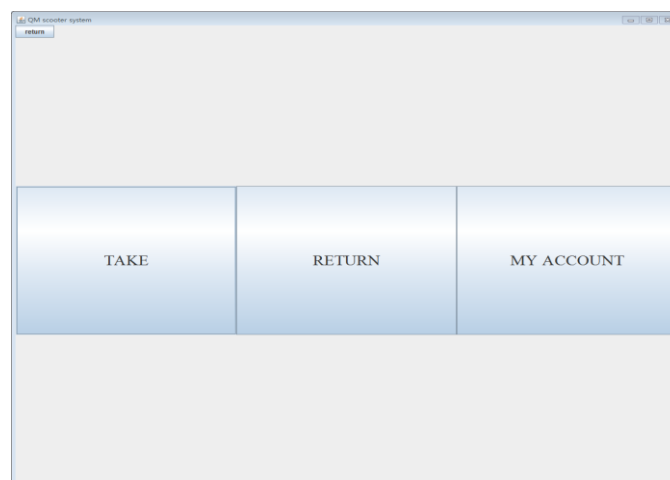 QM scooter system
return
TAKE
RETURN
MY ACCOUNT